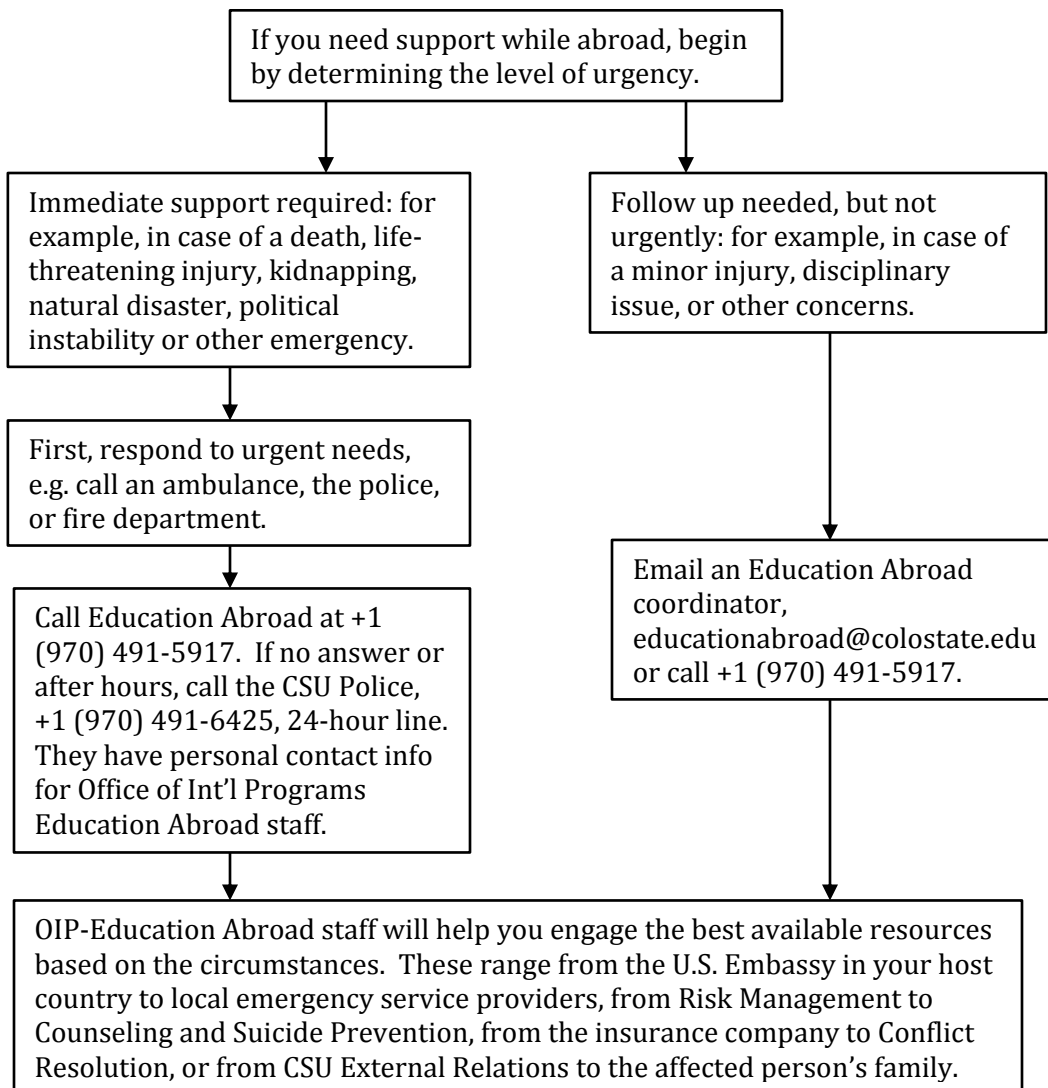 If you need support while abroad, begin
by determining the level of urgency.
Immediate support required: for
example, in case of a death, life-
threatening injury, kidnapping,
natural disaster, political
instability or other emergency.
Follow up needed, but not
urgently: for example, in case of
a minor injury, disciplinary
issue, or other concerns.
First, respond to urgent needs,
e.g. call an ambulance, the police,
or fire department.
Call Education Abroad at +1
(970) 491-5917.  If no answer or
after hours, call the CSU Police,
+1 (970) 491-6425, 24-hour line.
They have personal contact info
for Office of Int’l Programs
Education Abroad staff.
Email an Education Abroad
coordinator,
educationabroad@colostate.edu
or call +1 (970) 491-5917.
OIP-Education Abroad staff will help you engage the best available resources
based on the circumstances.  These range from the U.S. Embassy in your host
country to local emergency service providers, from Risk Management to
Counseling and Suicide Prevention, from the insurance company to Conflict
Resolution, or from CSU External Relations to the affected person’s family.